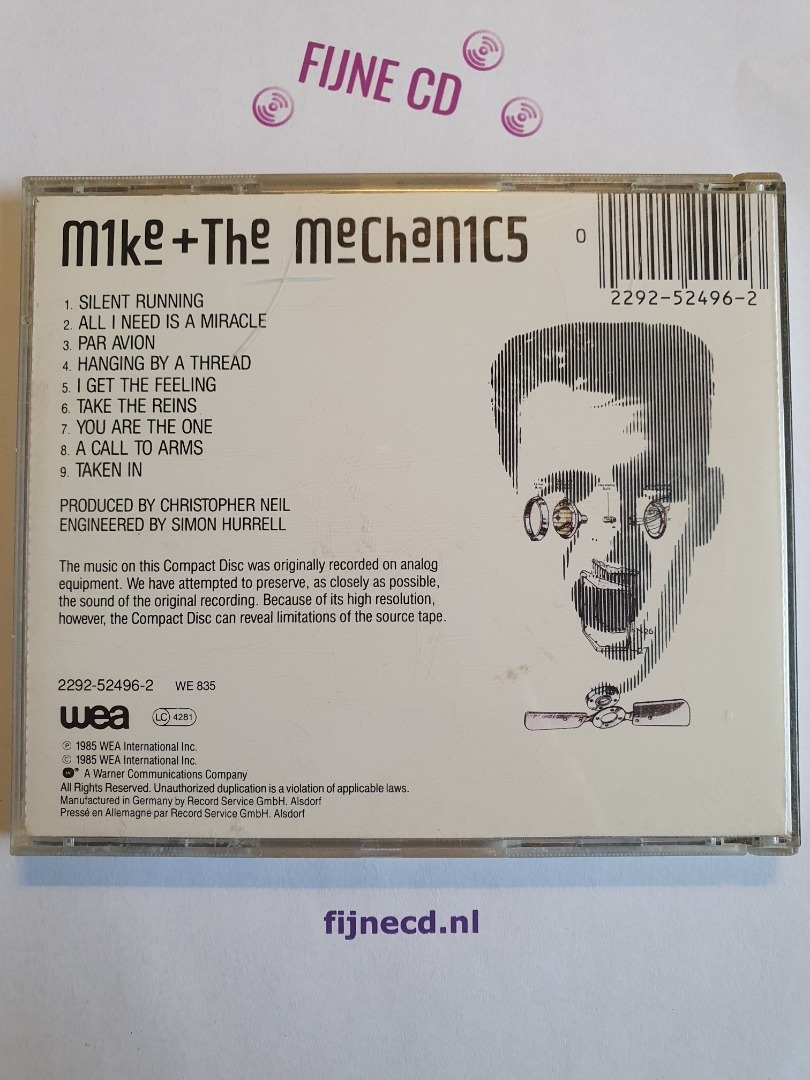 FIJNE CD
M1ke + The Mechan1c5
0
2292-52496-2
1. SILENT RUNNING
2. ALL I NEED IS A MIRACLE
3. PAR AVION
4. HANGING BY A THREAD
5. I GET THE FEELING
6. TAKE THE REINS
7. YOU ARE THE ONE
8. A CALL TO ARMS
9. TAKEN IN
PRODUCED BY CHRISTOPHER NEIL
ENGINEERED BY SIMON HURRELL
The music on this Compact Disc was originally recorded on analog
equipment. We have attempted to preserve, as closely as possible,
the sound of the original recording. Because of its high resolution,
however, the Compact Disc can reveal limitations of the source tape.
2292-52496-2 WE 835
wea LC 4281
℗ 1985 WEA International Inc.
© 1985 WEA International Inc.
A Warner Communications Company
All Rights Reserved. Unauthorized duplication is a violation of applicable laws.
Manufactured in Germany by Record Service GmbH. Alsdorf
Pressé en Allemagne par Record Service GmbH. Alsdorf
fijnecd.nl